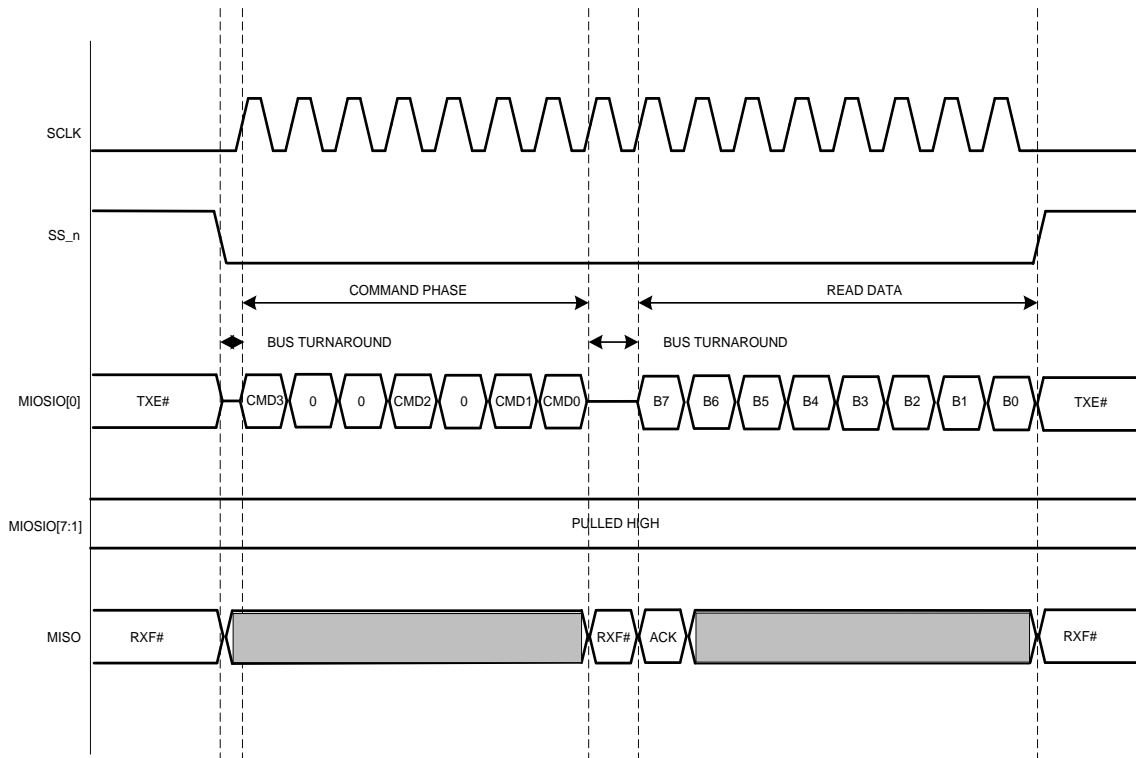 SCLK
SS_n
COMMAND PHASE READ DATA
BUS TURNAROUND BUS TURNAROUND
MIOSIO[0] TXE# CMD3 0 0 CMD2 0 CMD1 CMD0 B7 B6 B5 B4 B3 B2 B1 B0 TXE#
MIOSIO[7:1] PULLED HIGH
MISO RXF# RXF# ACK RXF#